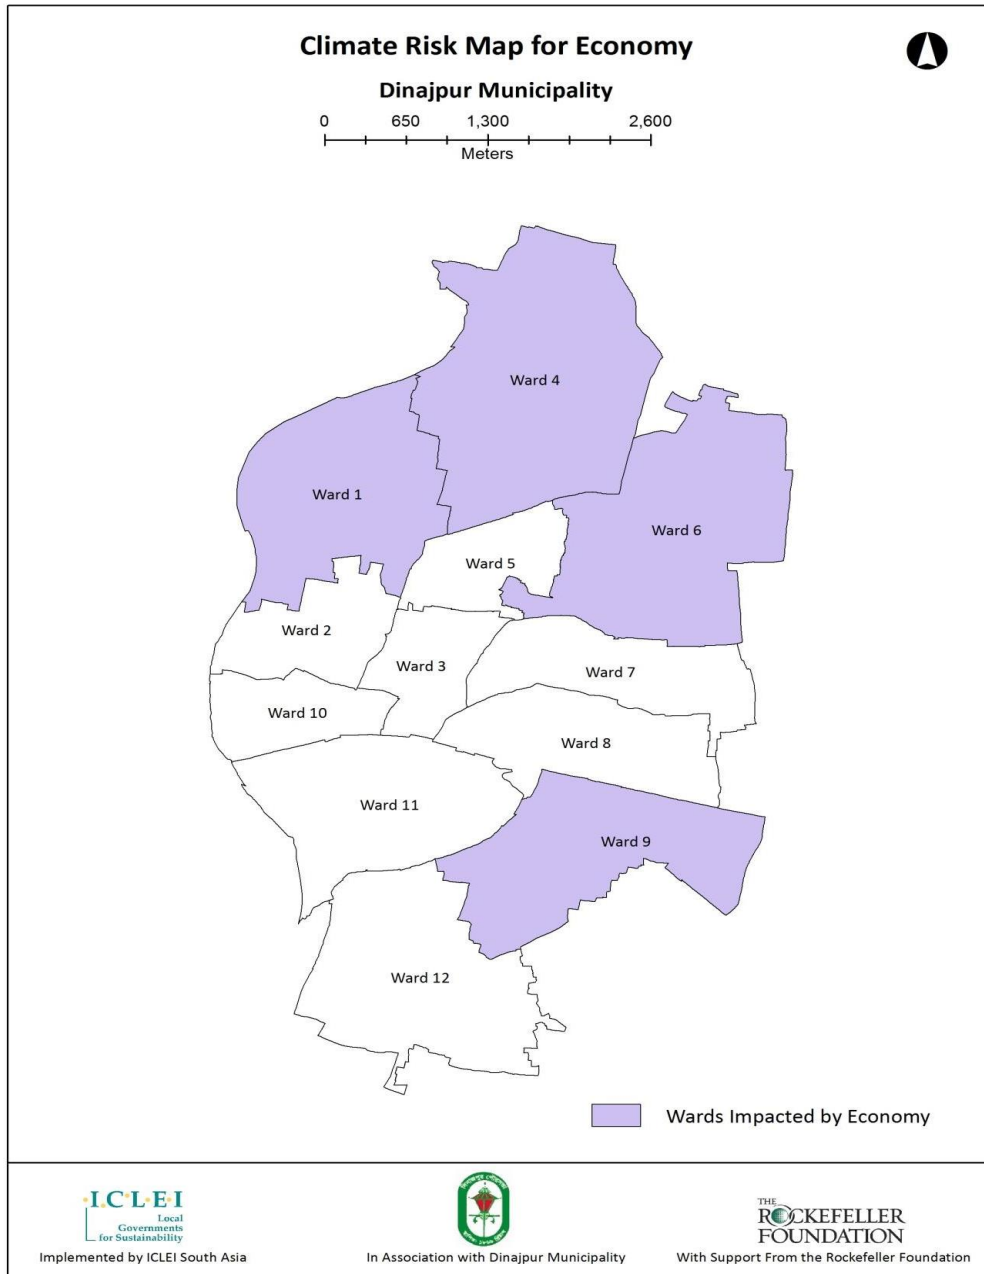 Climate Risk Map for Economy
Dinajpur Municipality
0 650 1,300 2,600
Meters
Ward 4
Ward 1
Ward 6
Ward 5
Ward 2
Ward 3
Ward 7
Ward 10
Ward 8
Ward 11
Ward 9
Ward 12
Wards Impacted by Economy
I.C.L.E.I
Local
Governments
for Sustainability
Implemented by ICLEI South Asia
In Association with Dinajpur Municipality
THE
ROCKEFELLER
FOUNDATION
With Support From the Rockefeller Foundation